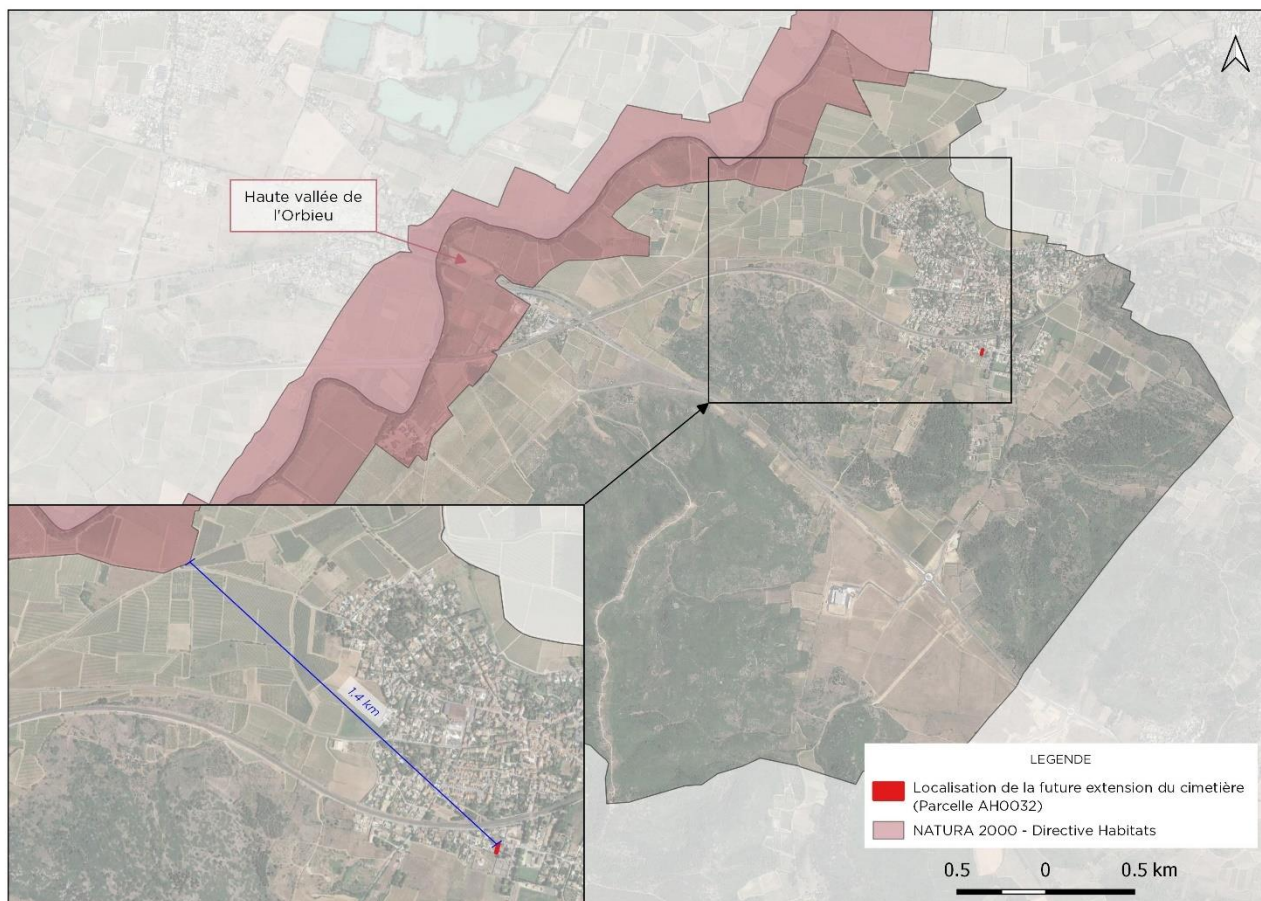 Haute vallée de
l'Orbieu
1,4 km
LEGENDE
Localisation de la future extension du cimetière
(Parcelle AH0032)
NATURA 2000 - Directive Habitats
0.5 0 0.5 km